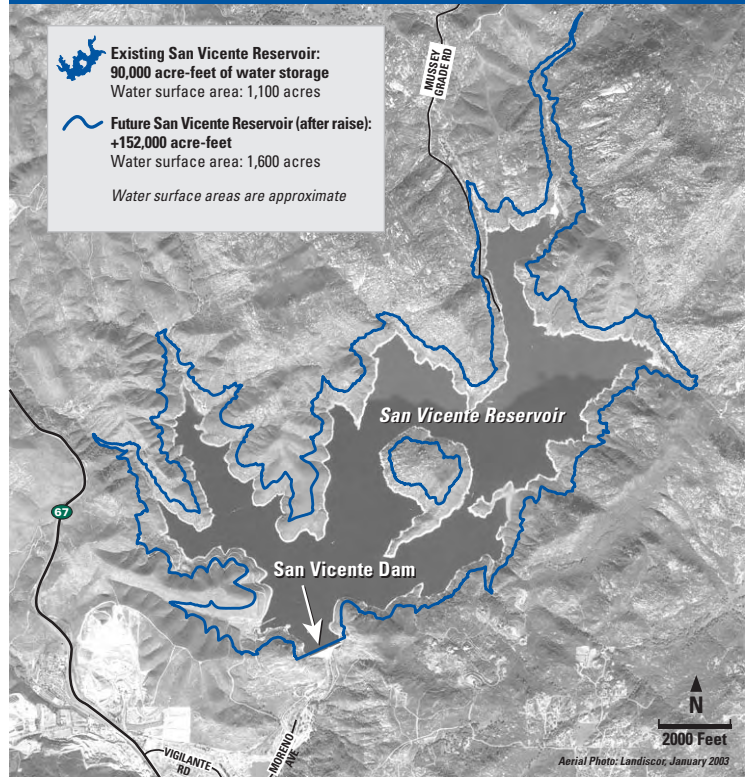 Existing San Vicente Reservoir:
90,000 acre-feet of water storage
Water surface area: 1,100 acres
Future San Vicente Reservoir (after raise):
+152,000 acre-feet
Water surface area: 1,600 acres
Water surface areas are approximate
MUSSEY
GRADE RD
San Vicente Reservoir
67
San Vicente Dam
VIGILANTE
RD
MORENO
AVE
N
2000 Feet
Aerial Photo: Landiscor, January 2003